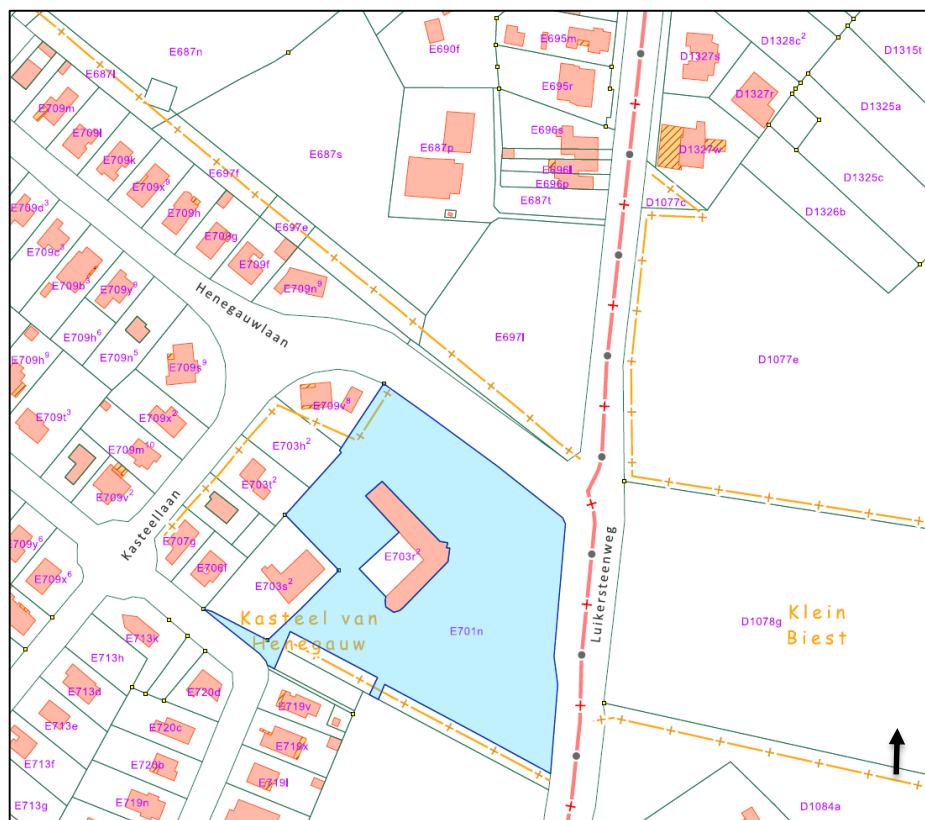 E687n
E690f
E695m
D1328c²
D1315t
D1327s
E687l
E695r
D1327r
E709m
D1325a
E709l
E696s
E687s
E687p
D1327w
E709k
E697f
E696l
E696p
D1325c
E709x⁹
E687t
D1077c
E709d³
E709h
D1326b
E697e
E709c³
E709g
E709f
E709b³
E709y⁹
E709n⁹
Henegauwlaan
E709h⁶
E697l
E709n⁵
E709h⁹
D1077e
E709s⁹
E709v⁸
E709t³
E709x²
E703h²
E709m¹⁰
E703t²
E709v²
Kasteellaan
E707g
E709y⁶
E703r²
E706f
E709x⁶
E703s²
Luikersteenweg
Kasteel van
Henegauw
E701n
Klein
Biest
D1078g
E713k
E713h
E713d
E720d
E719v
E713e
E720c
E719x
E713f
E720b
E719l
E713g
E719n
D1084a